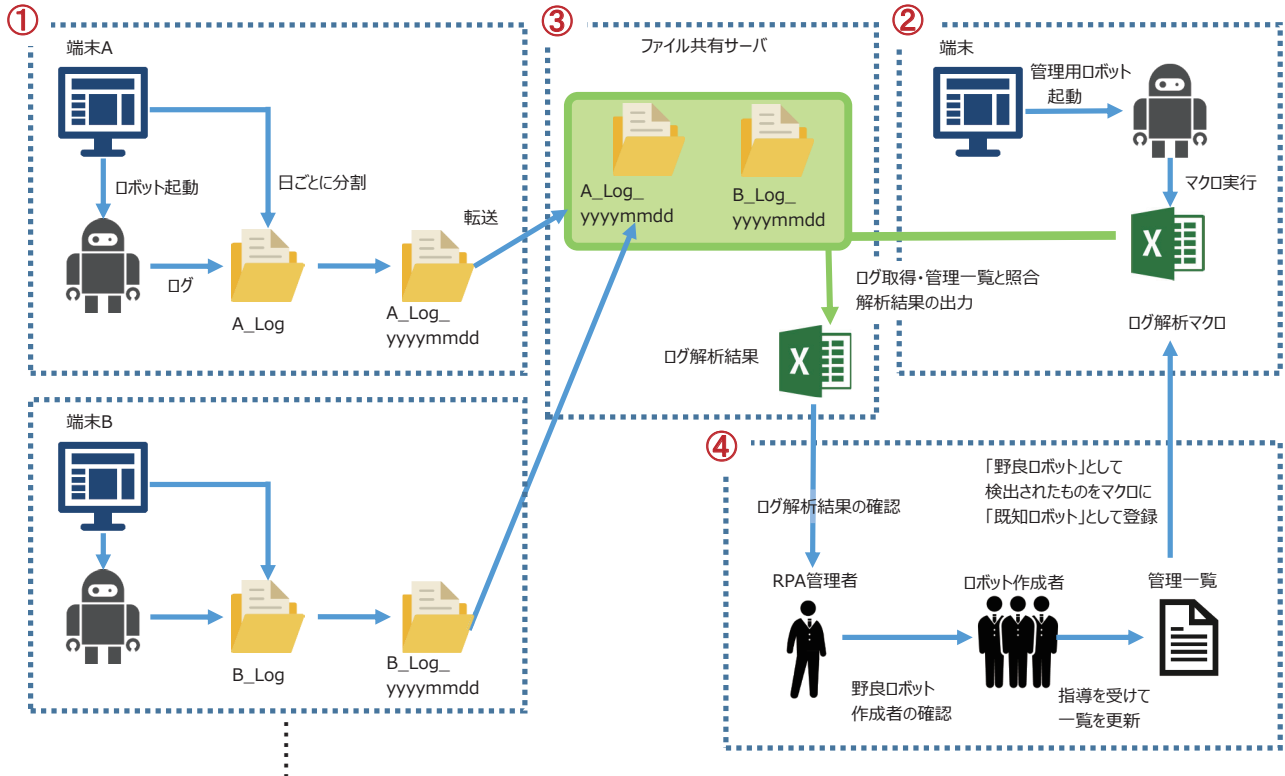 ①
端末A
ロボット起動
日ごとに分割
ログ
A_Log
A_Log_
yyyymmdd
転送
端末B
B_Log
B_Log_
yyyymmdd
③
ファイル共有サーバ
A_Log_
yyyymmdd
B_Log_
yyyymmdd
ログ取得・管理一覧と照合
解析結果の出力
ログ解析結果
X
②
端末
管理用ロボット
起動
マクロ実行
X
ログ解析マクロ
④
ログ解析結果の確認
「野良ロボット」として
検出されたものをマクロに
「既知ロボット」として登録
RPA管理者
ロボット作成者
管理一覧
野良ロボット
作成者の確認
指導を受けて
一覧を更新